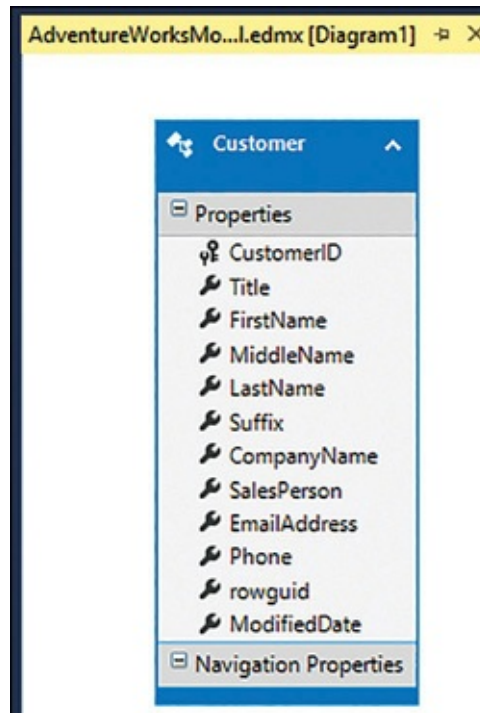 AdventureWorksMo...l.edmx [Diagram1]
Customer
Properties
CustomerID
Title
FirstName
MiddleName
LastName
Suffix
CompanyName
SalesPerson
EmailAddress
Phone
rowguid
ModifiedDate
Navigation Properties